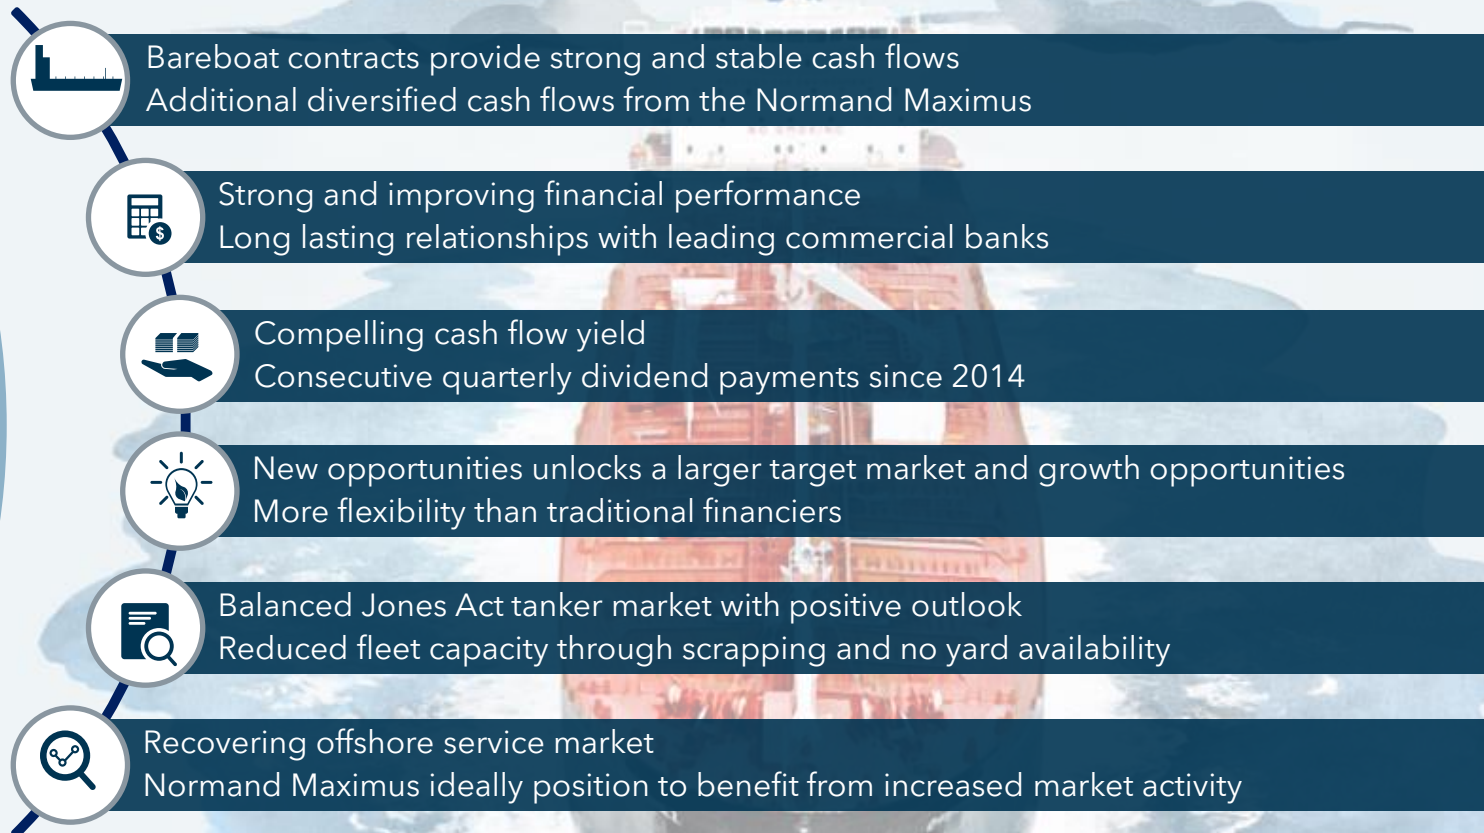 Bareboat contracts provide strong and stable cash flows
Additional diversified cash flows from the Normand Maximus
NO SMOKING
Strong and improving financial performance
$
Long lasting relationships with leading commercial banks
Compelling cash flow yield
Consecutive quarterly dividend payments since 2014
New opportunities unlocks a larger target market and growth opportunities
More flexibility than traditional financiers
Balanced Jones Act tanker market with positive outlook
Reduced fleet capacity through scrapping and no yard availability
Recovering offshore service market
Normand Maximus ideally position to benefit from increased market activity